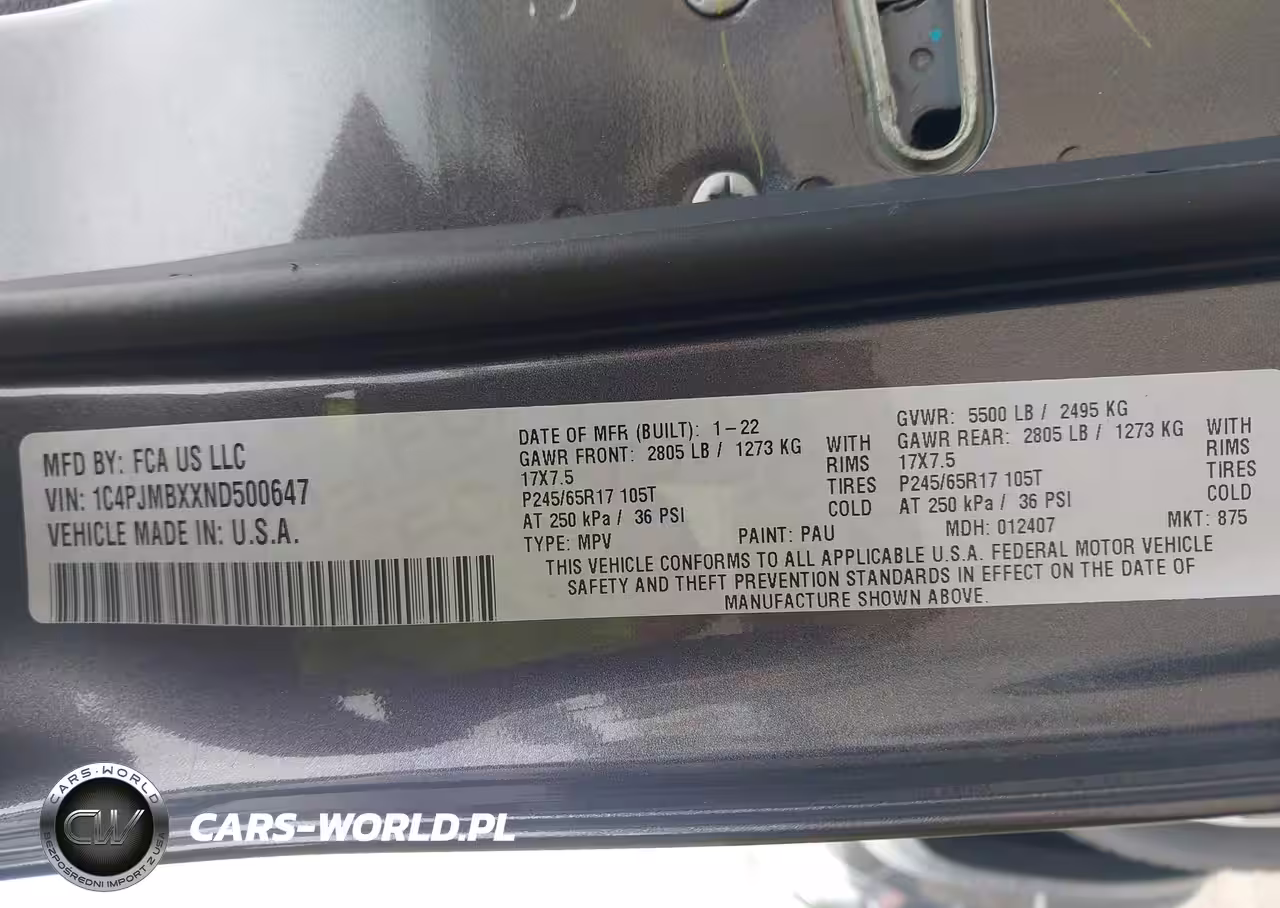 MFD BY: FCA US LLC
VIN: 1C4PJMBXXND500647
VEHICLE MADE IN: U.S.A.
DATE OF MFR (BUILT): 1-22
GAWR FRONT: 2805 LB / 1273 KG
17X7.5
P245/65R17 105T
AT 250 kPa / 36 PSI
WITH
RIMS
TIRES
COLD
GVWR: 5500 LB / 2495 KG
GAWR REAR: 2805 LB / 1273 KG
17X7.5
P245/65R17 105T
AT 250 kPa / 36 PSI
WITH
RIMS
TIRES
COLD
TYPE: MPV PAINT: PAU MDH: 012407 MKT: 875
THIS VEHICLE CONFORMS TO ALL APPLICABLE U.S.A. FEDERAL MOTOR VEHICLE
SAFETY AND THEFT PREVENTION STANDARDS IN EFFECT ON THE DATE OF
MANUFACTURE SHOWN ABOVE.
CARS-WORLD
CW
BEZPOŚREDNI IMPORT Z USA
CARS-WORLD.PL